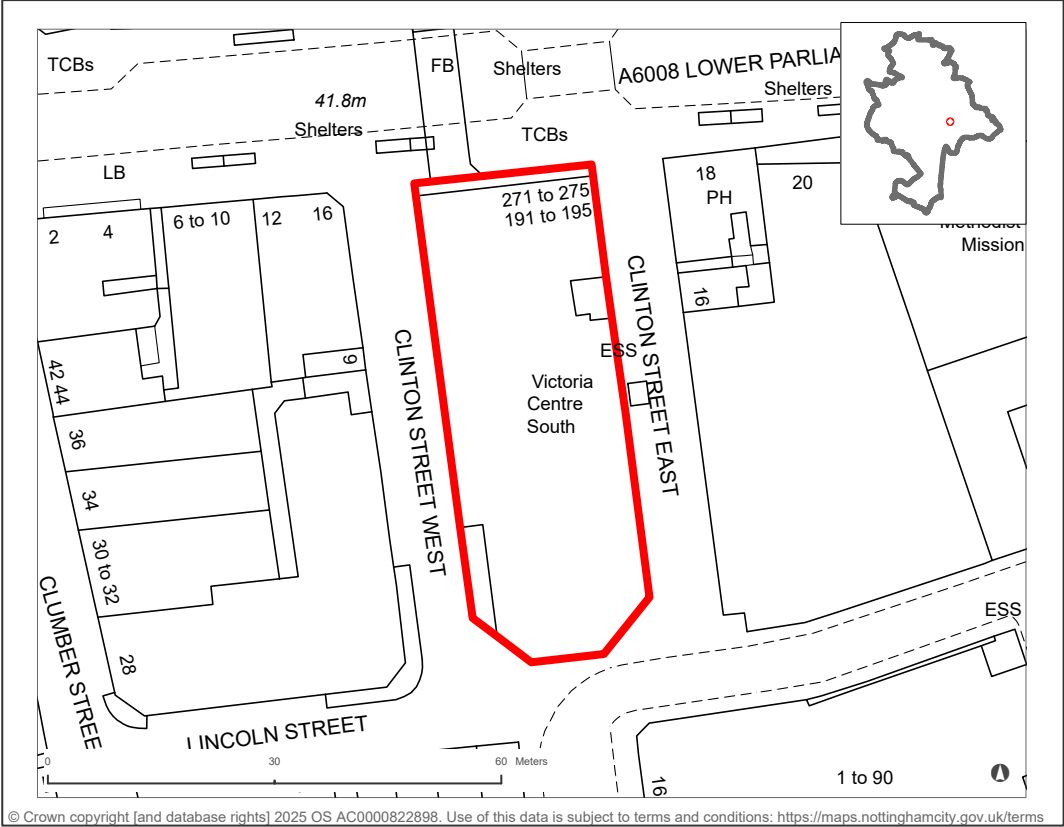 TCBs
FB
Shelters
A6008 LOWER PARLIA
Shelters
41.8m
Shelters
TCBs
LB
18
PH
20
271 to 275
191 to 195
2
4
6 to 10
12
16
Methodist
Mission
16
CLINTON STREET EAST
CLINTON STREET WEST
ESS
9
42 44
Victoria
Centre
South
36
34
30 to 32
CLUMBER STREE
28
ESS
LINCOLN STREET
0
30
60
Meters
16
1 to 90
© Crown copyright [and database rights] 2025 OS AC0000822898. Use of this data is subject to terms and conditions: https://maps.nottinghamcity.gov.uk/terms